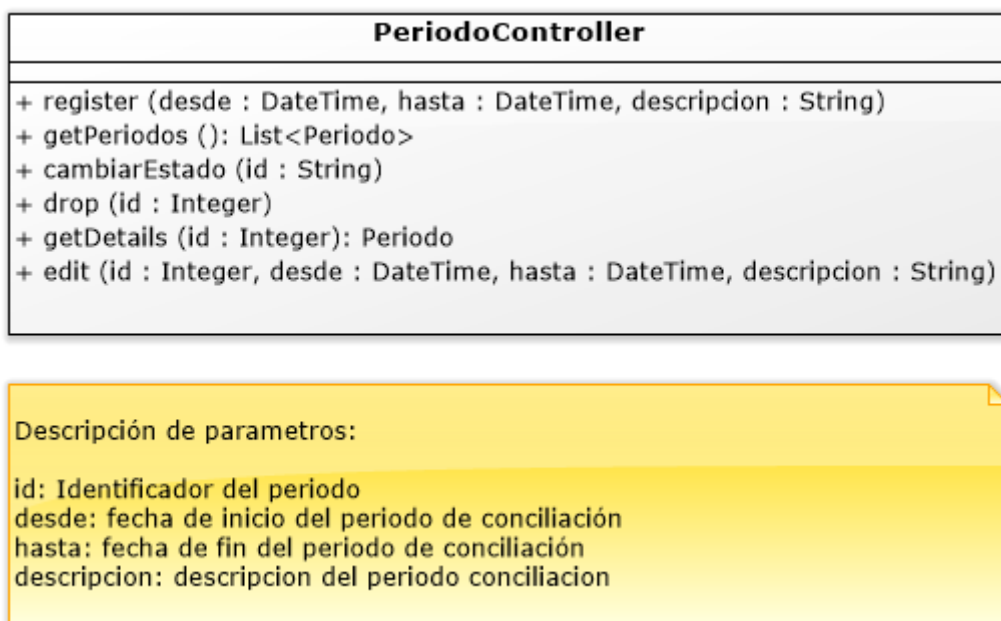 PeriodoController
+ register (desde : DateTime, hasta : DateTime, descripcion : String)
+ getPeriodos (): List<Periodo>
+ cambiarEstado (id : String)
+ drop (id : Integer)
+ getDetails (id : Integer): Periodo
+ edit (id : Integer, desde : DateTime, hasta : DateTime, descripcion : String)
Descripción de parametros:
id: Identificador del periodo
desde: fecha de inicio del periodo de conciliación
hasta: fecha de fin del periodo de conciliación
descripcion: descripcion del periodo conciliacion